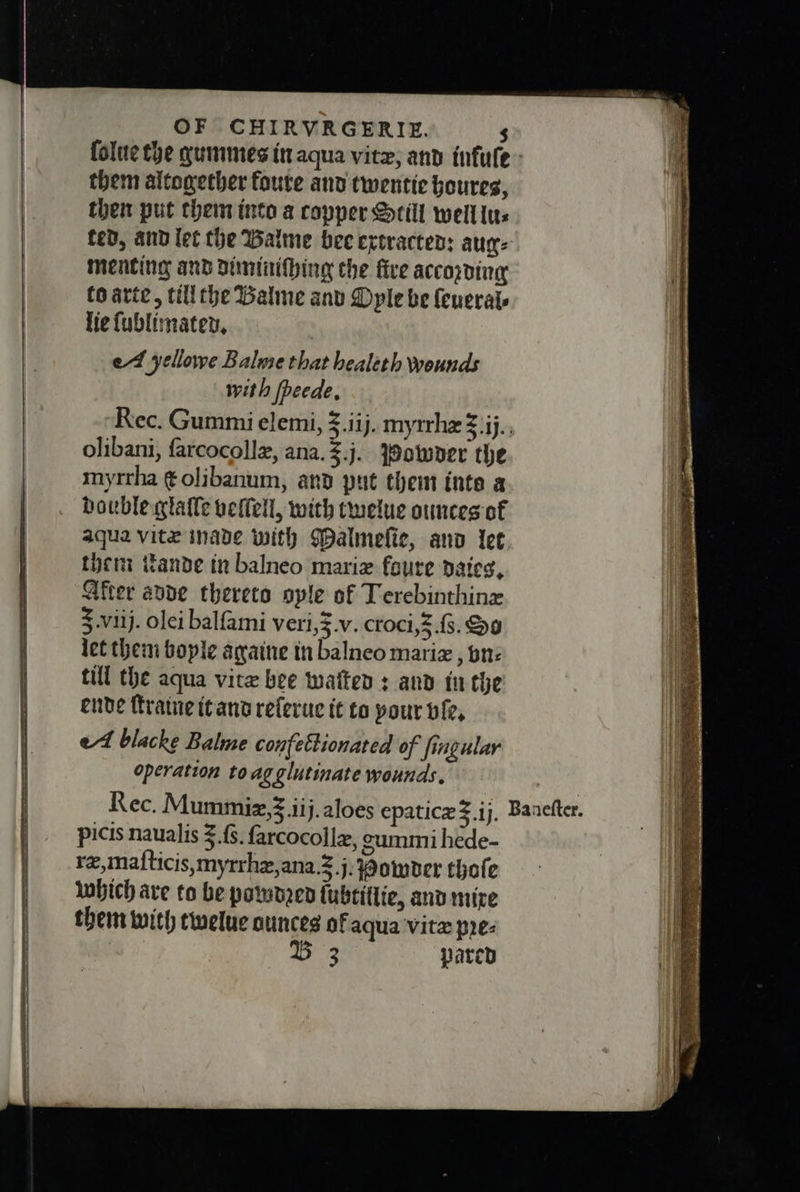 OF CHIRVRGERIE. 5
ſolue the gummes in aqua vitæ, and infuſe
them altogether foure and twentie houres,
then put them into a copper Still well lu-
ted, and let the Balme bee extracted: aug-
menting and diminiſhing the fire according
to arte, till the Balme and Oyle be ſeueral-
lie ſublimated.
A yellowe Balme that healeth wounds
with ſpeede.
Rec. Gummi elemi, ℥.iij. myrrhæ ℥.ij.
olibani, ſarcocollæ, ana. ℥.j. Powder the
myrrha & olibanum, and put them into a
double glaſſe veſſell, with twelue ounces of
aqua vitæ made with Malmeſie, and let
them ſtande in balneo mariæ foure daies.
After adde thereto oyle of Terebinthinæ
℥.viij. olei balſami veri,℥.v. croci,℥.ſs. So
let them boyle againe in balneo mariæ, vn-
till the aqua vitæ bee waſted : and in the
ende ſtraine it and reſerue it to your vſe.
A blacke Balme confectionated of ſingular
operation to agglutinate wounds.
Rec. Mummiæ,℥.iij. aloes epaticæ ℥.ij. Baneſter.
picis naualis ℥.ſs. ſarcocollæ, gummi hede-
ræ,maſticis,myrrhæ,ana.℥.j. Powder thoſe
which are to be powdred ſubtillie, and mixe
them with twelue ounces of aqua vitæ pre-
B 3 pared